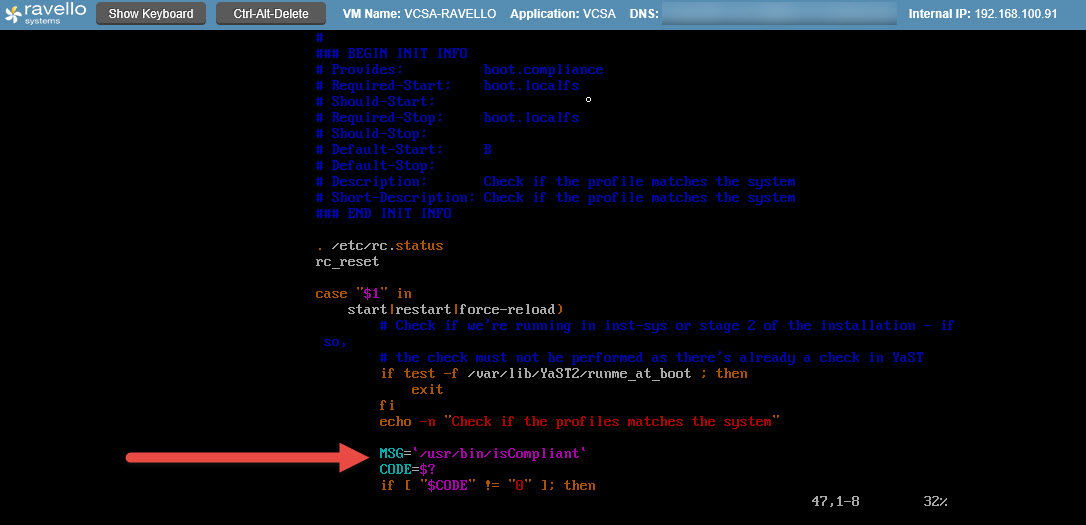 ravello
systems
Show Keyboard
Ctrl-Alt-Delete
VM Name: VCSA-RAVELLO   Application: VCSA   DNS:
Internal IP: 192.168.100.91
#
### BEGIN INIT INFO
# Provides:          boot.compliance
# Required-Start:    boot.localfs
# Should-Start:
# Required-Stop:     boot.localfs
# Should-Stop:
# Default-Start:     B
# Default-Stop:
# Description:       Check if the profile matches the system
# Short-Description: Check if the profile matches the system
### END INIT INFO
. /etc/rc.status
rc_reset
case "$1" in
    start|restart|force-reload)
        # Check if we're running in inst-sys or stage 2 of the installation - if
 so,
        # the check must not be performed as there's already a check in YaST
        if test -f /var/lib/YaST2/runme_at_boot ; then
            exit
        fi
        echo -n "Check if the profiles matches the system"
        MSG=`/usr/bin/isCompliant`
        CODE=$?
        if [ "$CODE" != "0" ]; then
47,1-8        32%